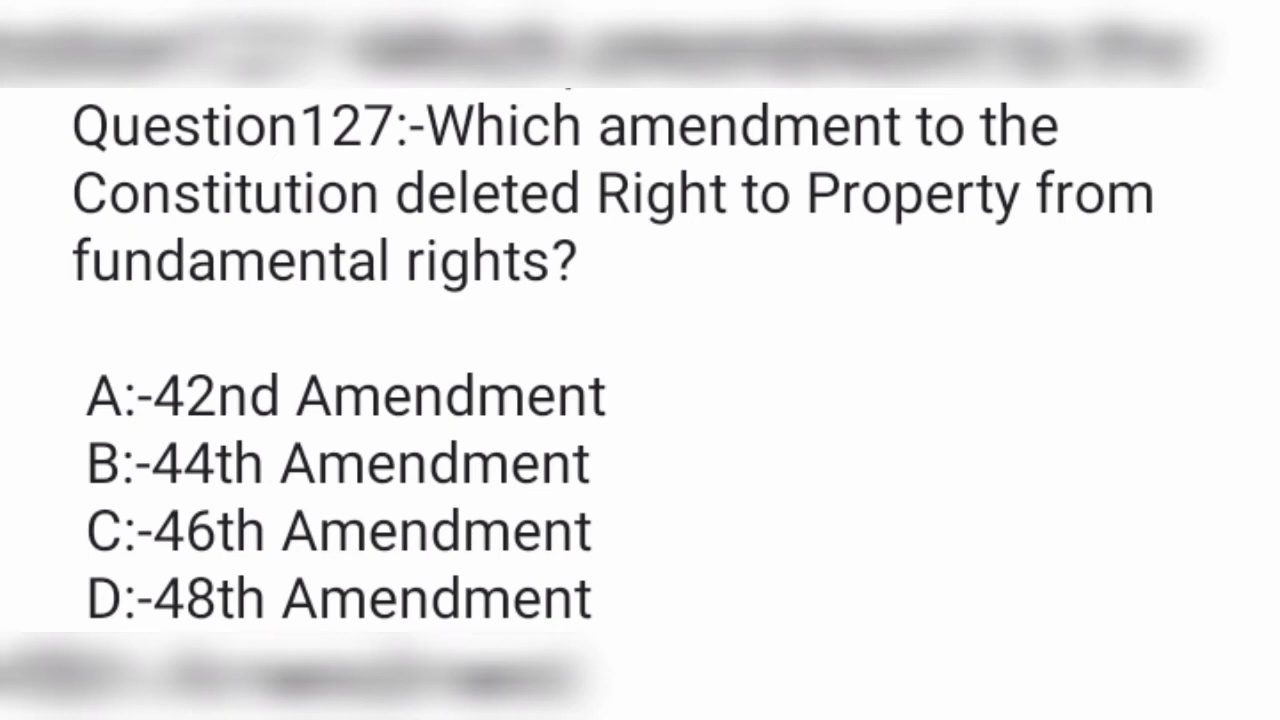 Question127:-Which amendment to the
Constitution deleted Right to Property from
fundamental rights?
A:-42nd Amendment
B:-44th Amendment
C:-46th Amendment
D:-48th Amendment